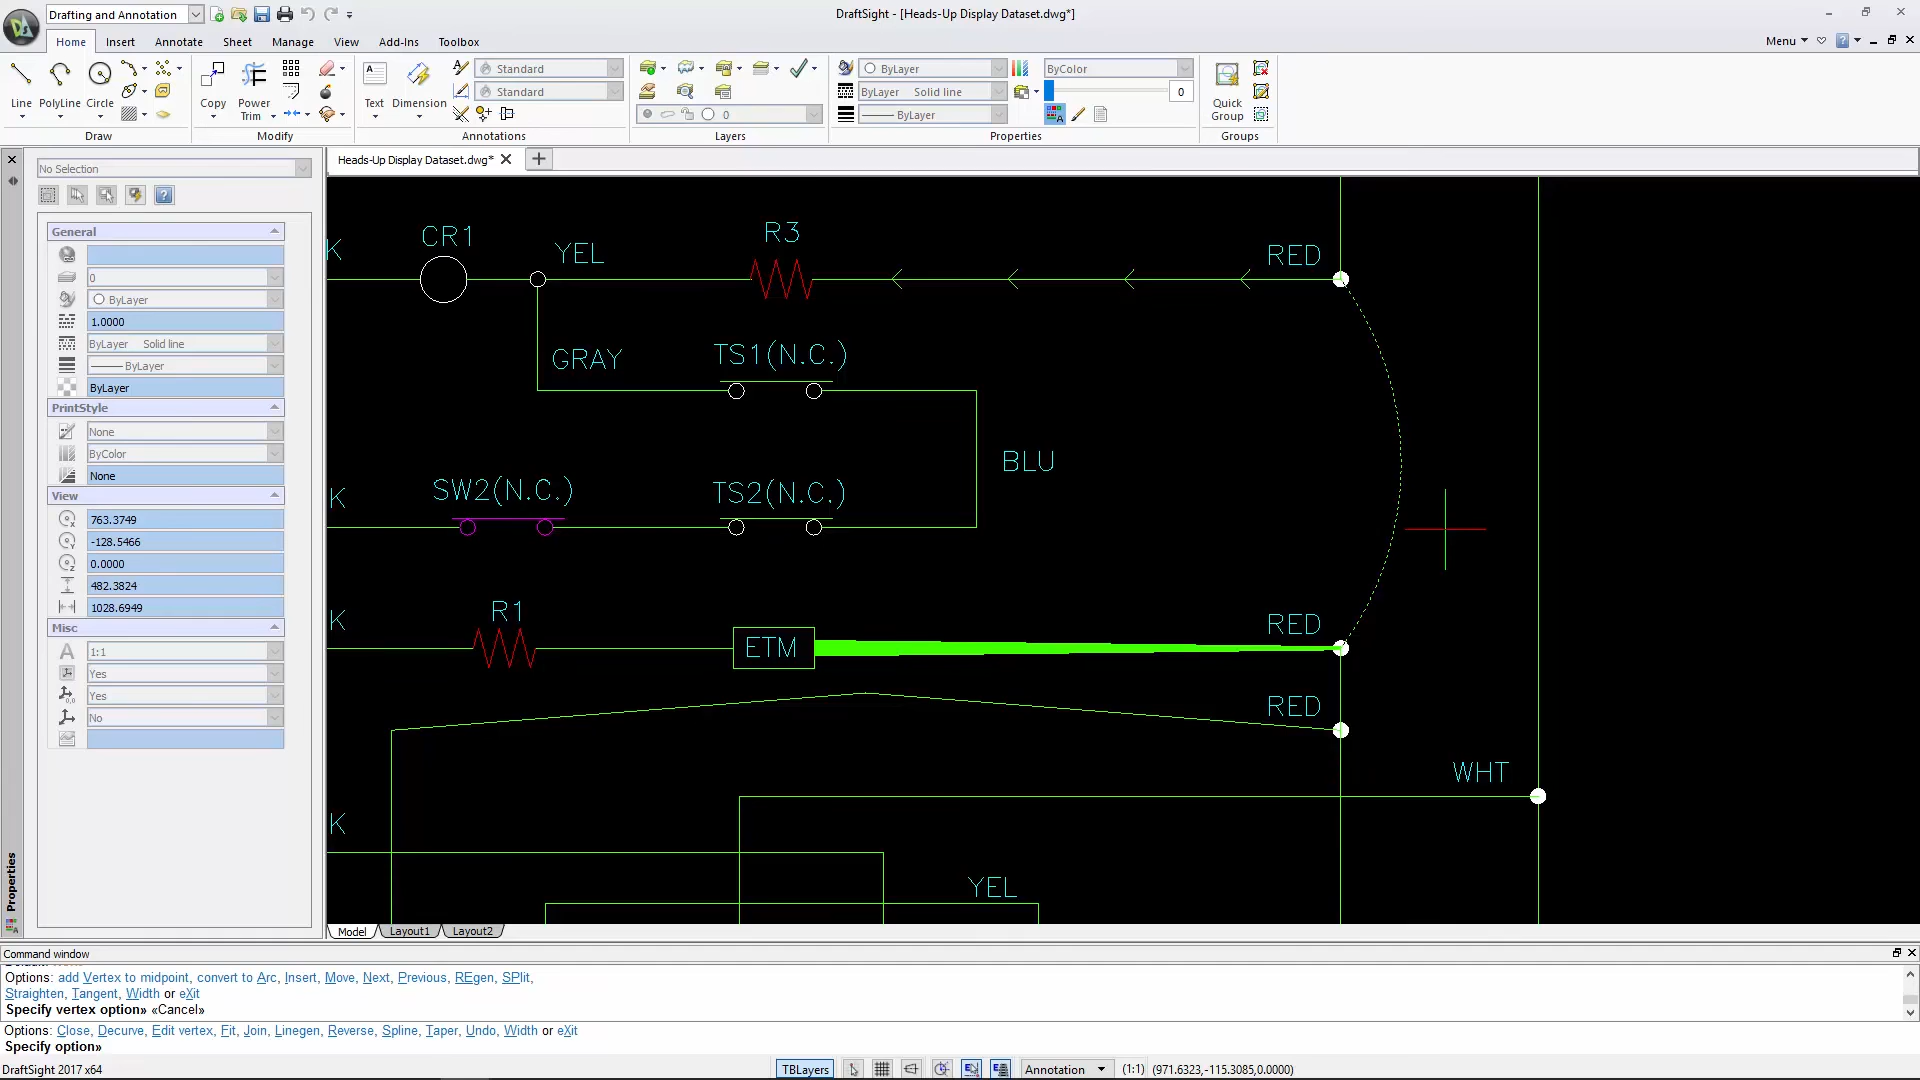 Drafting and Annotation
DraftSight - [Heads-Up Display Dataset.dwg*]
Home Insert Annotate Sheet Manage View Add-Ins Toolbox
Menu
Line PolyLine Circle
Copy Power Trim
Text Dimension
Standard
Standard
0
ByLayer
ByLayer Solid line
ByLayer
ByColor
0
Quick Group
Draw Modify Annotations Layers Properties Groups
Heads-Up Display Dataset.dwg*
No Selection
General
0
ByLayer
1.0000
ByLayer Solid line
ByLayer
ByLayer
PrintStyle
None
ByColor
None
View
763.3749
-128.5466
0.0000
482.3824
1028.6949
Misc
1:1
Yes
Yes
No
Properties
K CR1 YEL R3 RED
GRAY TS1(N.C.)
BLU
K SW2(N.C.) TS2(N.C.)
K R1 ETM RED
RED
WHT
K
YEL
Model Layout1 Layout2
Command window
Options: add Vertex to midpoint, convert to Arc, Insert, Move, Next, Previous, REgen, SPlit,
Straighten, Tangent, Width or eXit
Specify vertex option» «Cancel»
Options: Close, Decurve, Edit vertex, Fit, Join, Linegen, Reverse, Spline, Taper, Undo, Width or eXit
Specify option»
DraftSight 2017 x64
TBLayers
Annotation
(1:1)
(971.6323,-115.3085,0.0000)